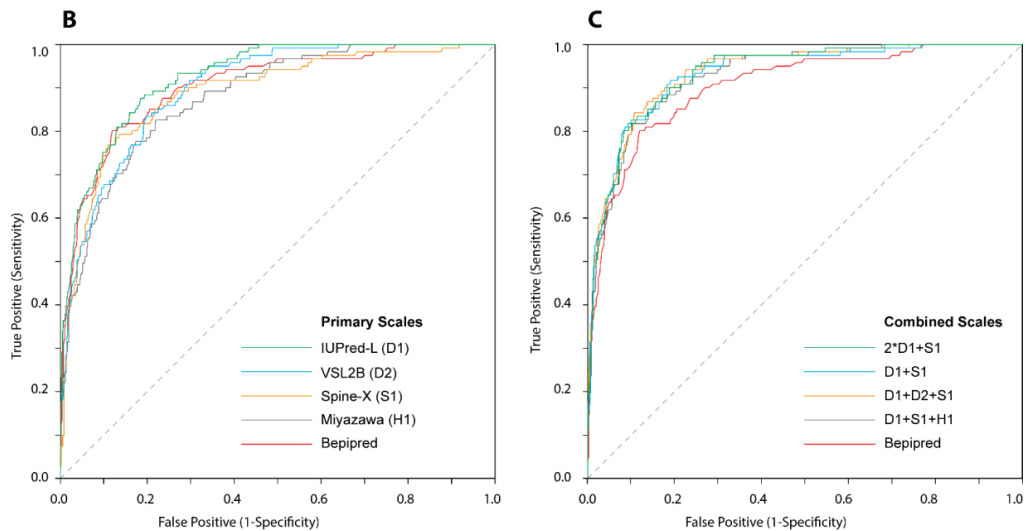 B
1.0
0.8
0.6
0.4
0.2
0.0
True Positive (Sensitivity)
Primary Scales
IUPred-L (D1)
VSL2B (D2)
Spine-X (S1)
Miyazawa (H1)
Bepipred
0.0 0.2 0.4 0.6 0.8 1.0
False Positive (1-Specificity)
C
1.0
0.8
0.6
0.4
0.2
0.0
True Positive (Sensitivity)
Combined Scales
2*D1+S1
D1+S1
D1+D2+S1
D1+S1+H1
Bepipred
0.0 0.2 0.4 0.6 0.8 1.0
False Positive (1-Specificity)